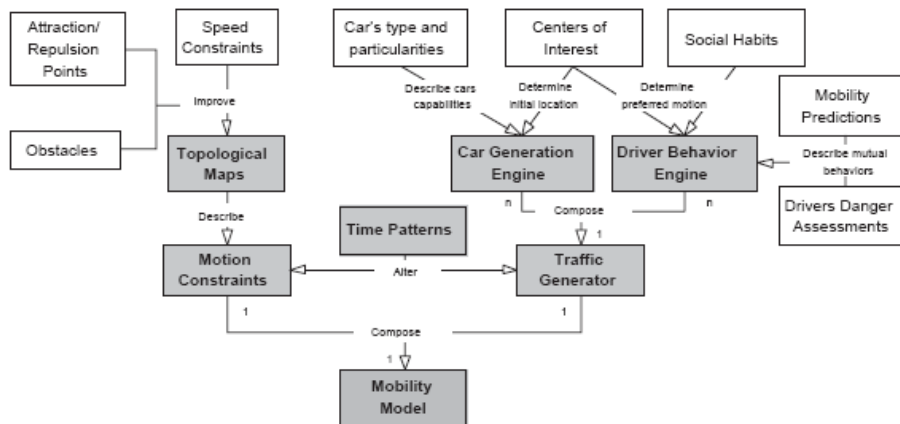 Attraction/
Repulsion
Points
Speed
Constraints
Car's type and
particularities
Centers of
Interest
Social Habits
Mobility
Predictions
Describe cars
capabilities
Determine
initial location
Determine
preferred motion
Improve
Obstacles
Topological
Maps
Car Generation
Engine
Driver Behavior
Engine
Describe mutual
behaviors
Drivers Danger
Assessments
n
Compose
n
1
Describe
Time Patterns
Motion
Constraints
Alter
Traffic
Generator
1
1
Compose
1
Mobility
Model